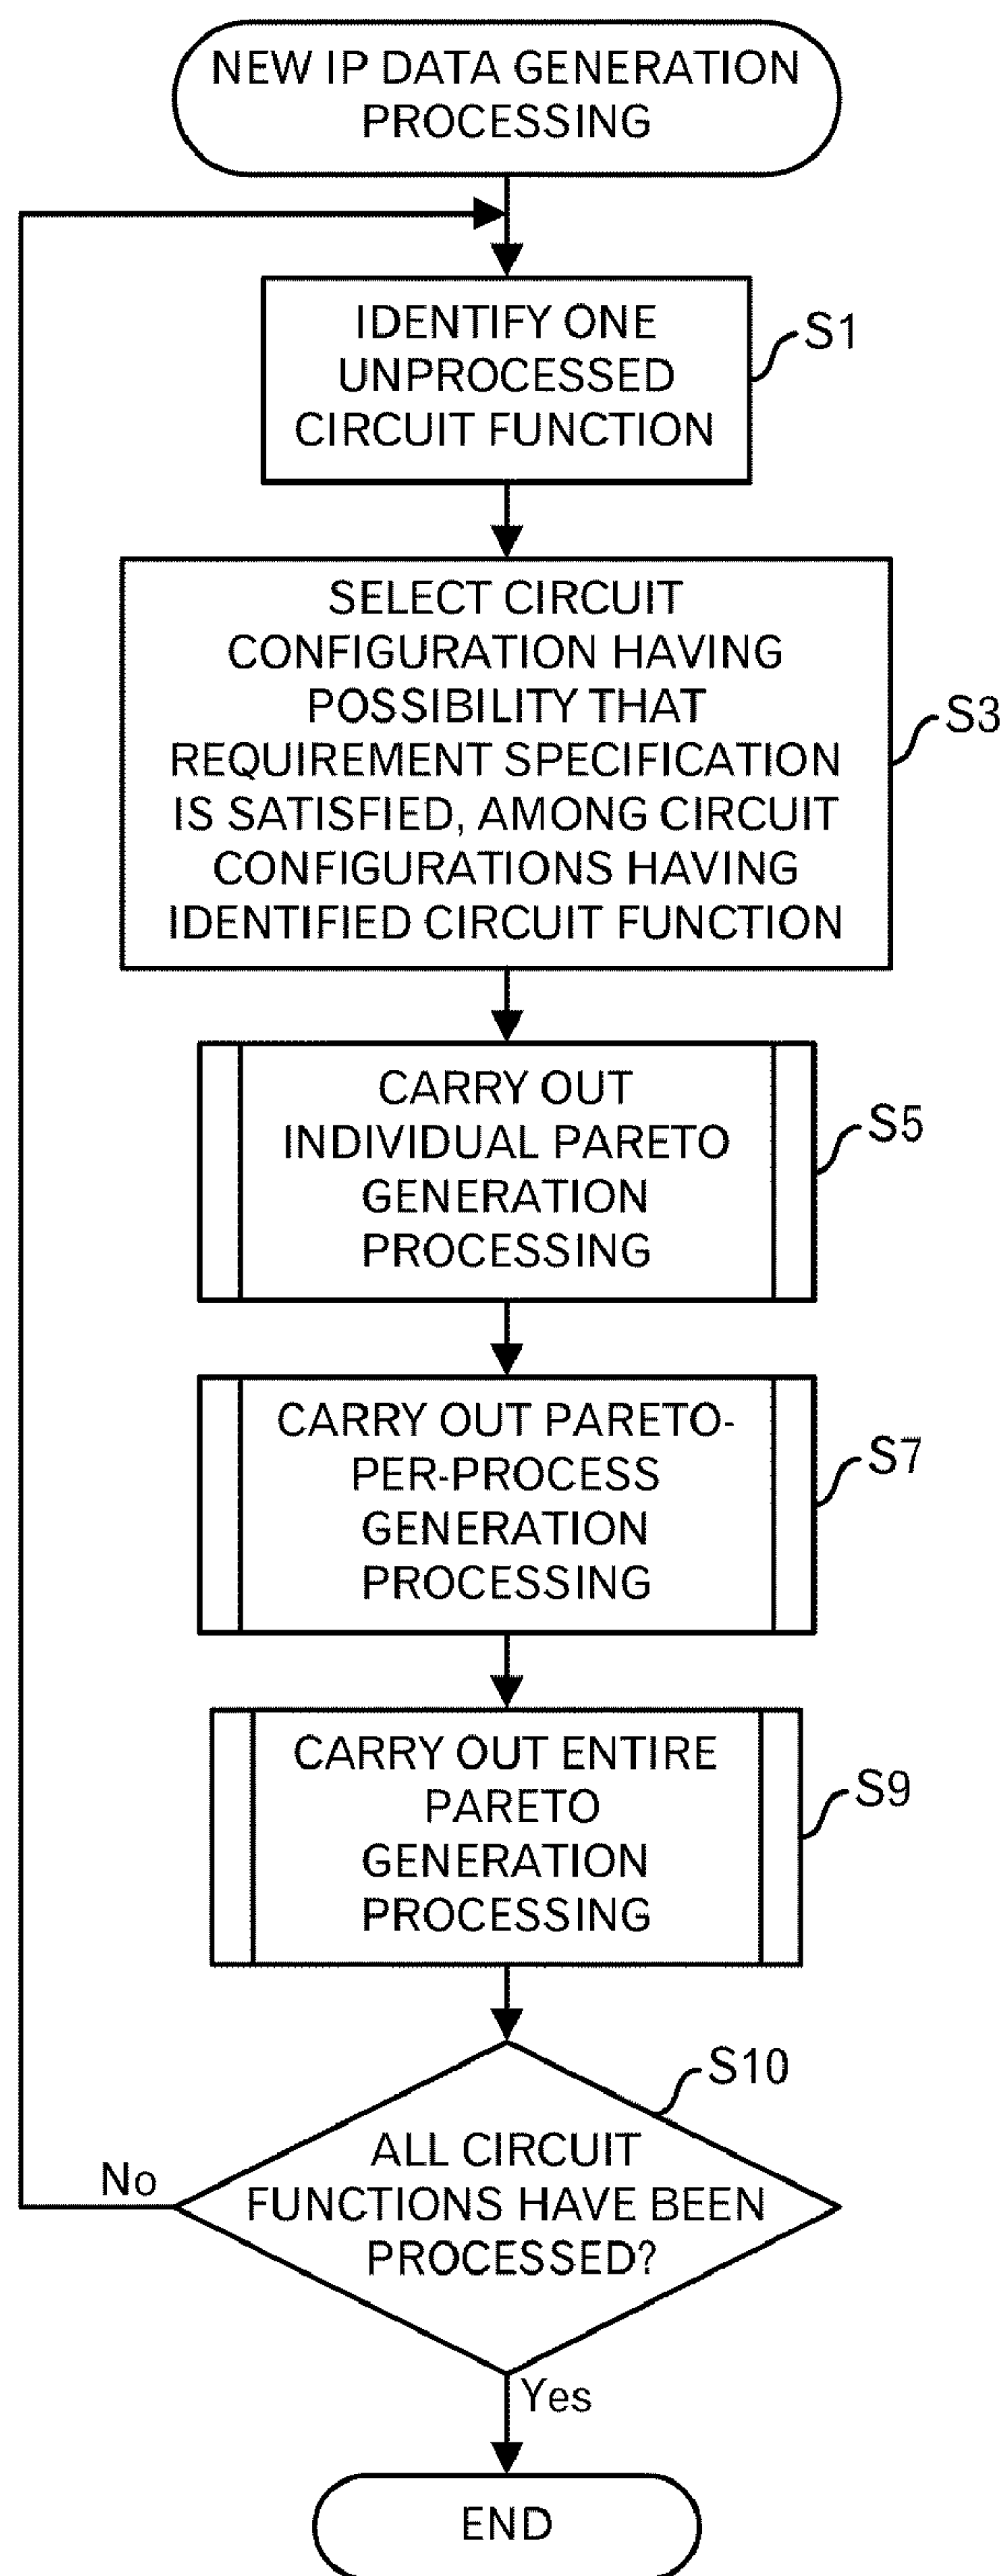 NEW IP DATA GENERATION
PROCESSING
IDENTIFY ONE
UNPROCESSED
CIRCUIT FUNCTION
S1
SELECT CIRCUIT
CONFIGURATION HAVING
POSSIBILITY THAT
REQUIREMENT SPECIFICATION
IS SATISFIED, AMONG CIRCUIT
CONFIGURATIONS HAVING
IDENTIFIED CIRCUIT FUNCTION
S3
CARRY OUT
INDIVIDUAL PARETO
GENERATION
PROCESSING
S5
CARRY OUT PARETO-
PER-PROCESS
GENERATION
PROCESSING
S7
CARRY OUT ENTIRE
PARETO
GENERATION
PROCESSING
S9
S10
ALL CIRCUIT
FUNCTIONS HAVE BEEN
PROCESSED?
No
Yes
END